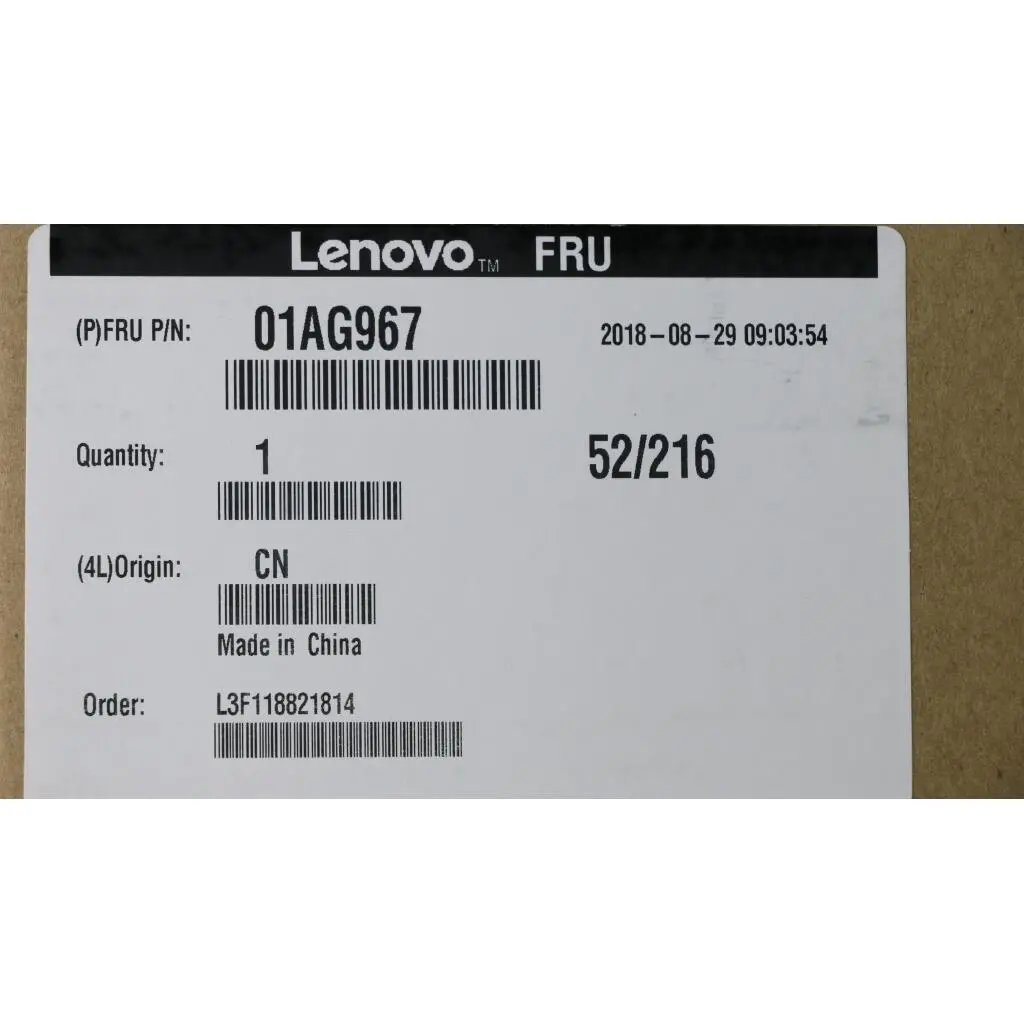 Lenovo™ FRU
(P)FRU P/N: 01AG967 2018-08-29 09:03:54
Quantity: 1 52/216
(4L)Origin: CN
Made in China
Order: L3F118821814